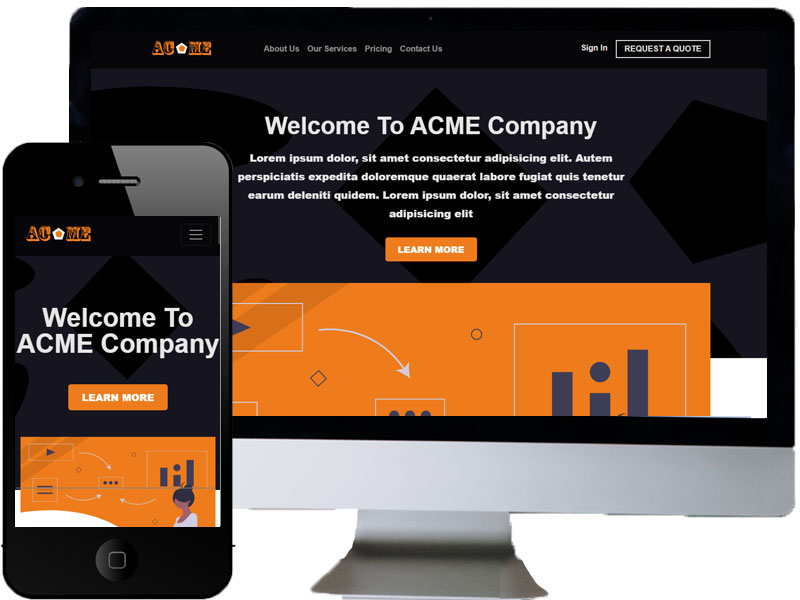 AC ME
About Us Our Services Pricing Contact Us
Sign In REQUEST A QUOTE
Welcome To ACME Company
Lorem ipsum dolor, sit amet consectetur adipisicing elit. Autem
perspiciatis expedita doloremque quaerat labore fugiat quis tenetur
earum deleniti quidem. Lorem ipsum dolor, sit amet consectetur
adipisicing elit
LEARN MORE
AC ME
Welcome To
ACME Company
LEARN MORE